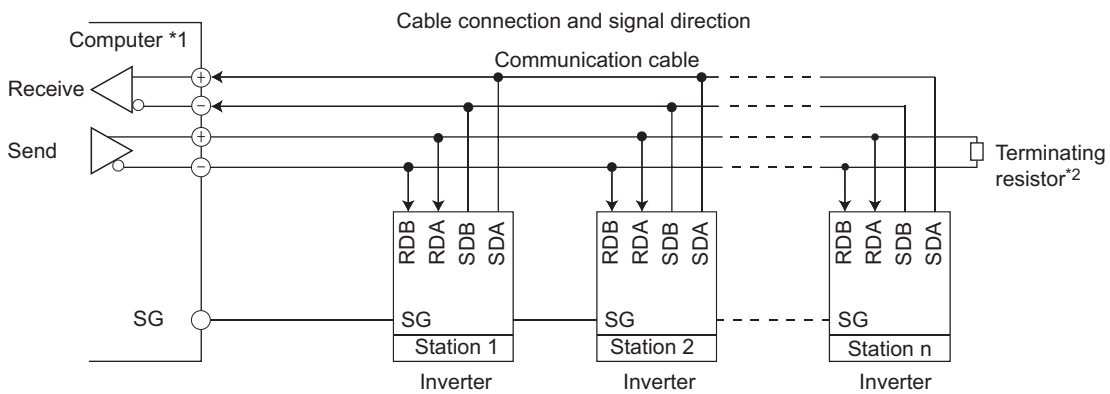 Cable connection and signal direction
Computer *1
Communication cable
Receive
+
−
Send
+
−
Terminating
resistor*2
RDB
RDA
SDB
SDA
RDB
RDA
SDB
SDA
RDB
RDA
SDB
SDA
SG
SG
SG
SG
Station 1
Station 2
Station n
Inverter
Inverter
Inverter